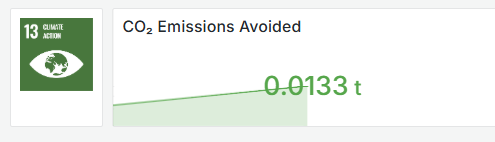 13 CLIMATE
ACTION
CO₂ Emissions Avoided
0.0133 t